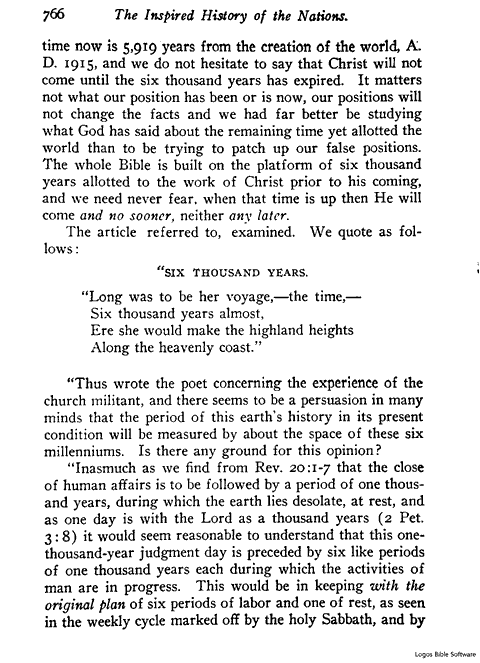 766 The Inspired History of the Nations.
time now is 5,919 years from the creation of the world, A.
D. 1915, and we do not hesitate to say that Christ will not
come until the six thousand years has expired. It matters
not what our position has been or is now, our positions will
not change the facts and we had far better be studying
what God has said about the remaining time yet allotted the
world than to be trying to patch up our false positions.
The whole Bible is built on the platform of six thousand
years allotted to the work of Christ prior to his coming,
and we need never fear, when that time is up then He will
come and no sooner, neither any later.
The article referred to, examined. We quote as fol-
lows:
"SIX THOUSAND YEARS.
"Long was to be her voyage,—the time,—
Six thousand years almost,
Ere she would make the highland heights
Along the heavenly coast."
"Thus wrote the poet concerning the experience of the
church militant, and there seems to be a persuasion in many
minds that the period of this earth's history in its present
condition will be measured by about the space of these six
millenniums. Is there any ground for this opinion?
"Inasmuch as we find from Rev. 20:1-7 that the close
of human affairs is to be followed by a period of one thous-
and years, during which the earth lies desolate, at rest, and
as one day is with the Lord as a thousand years (2 Pet.
3:8) it would seem reasonable to understand that this one-
thousand-year judgment day is preceded by six like periods
of one thousand years each during which the activities of
man are in progress. This would be in keeping with the
original plan of six periods of labor and one of rest, as seen
in the weekly cycle marked off by the holy Sabbath, and by
Logos Bible Software